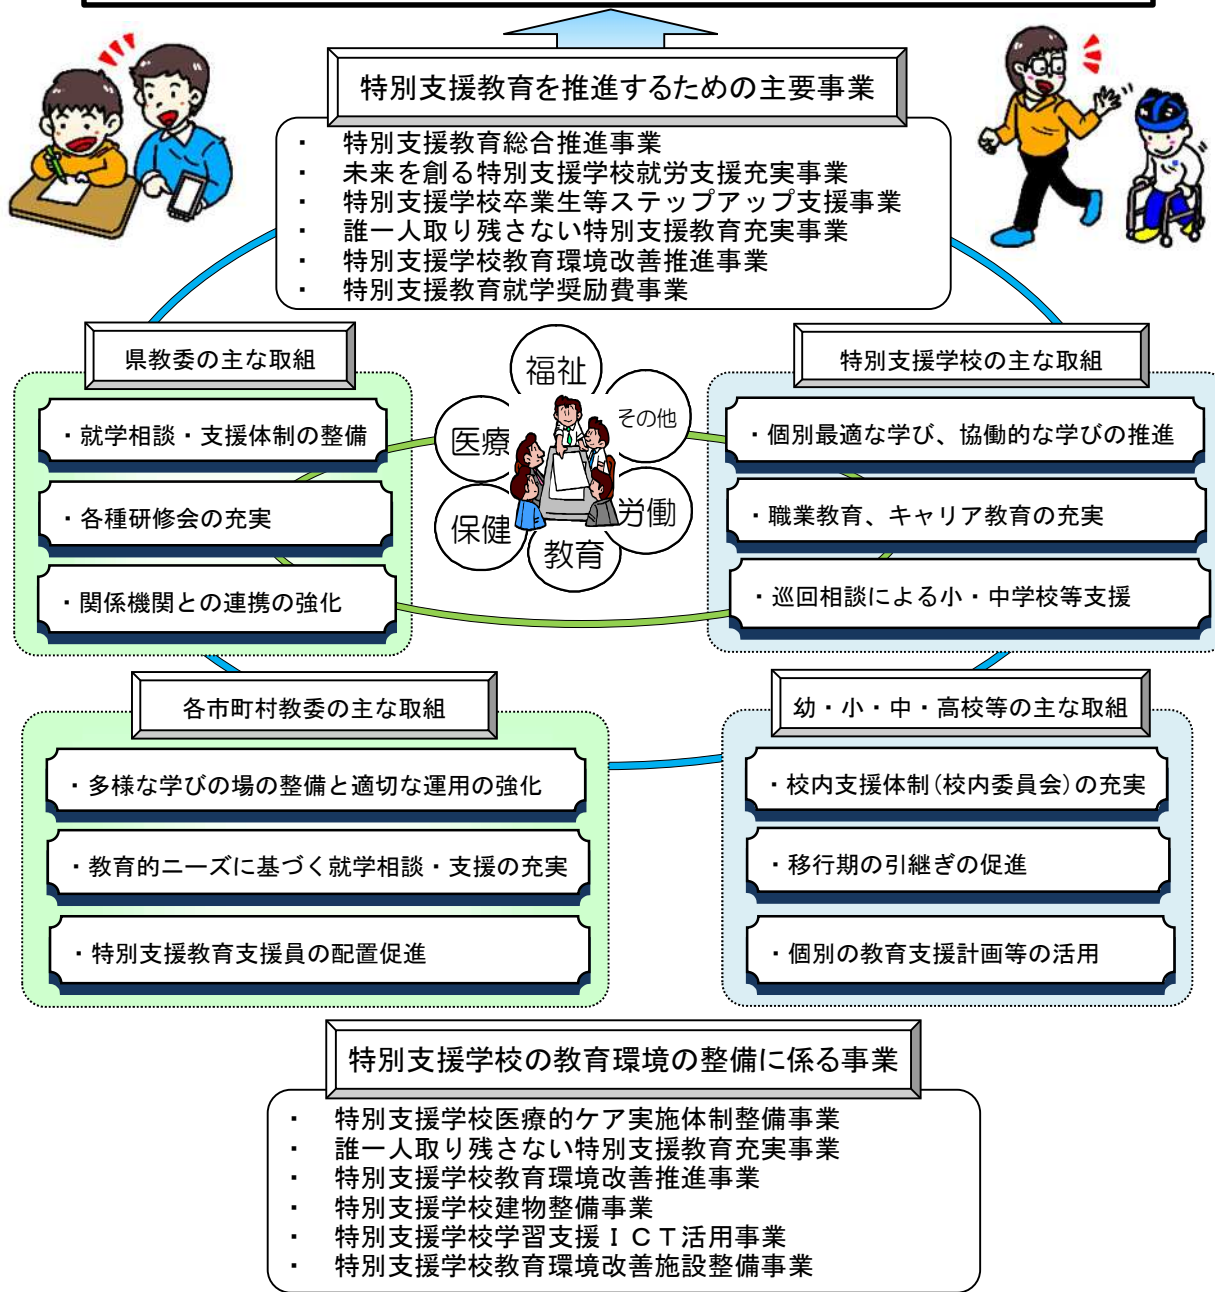 特別支援教育を推進するための主要事業
・ 特別支援教育総合推進事業
・ 未来を創る特別支援学校就労支援充実事業
・ 特別支援学校卒業生等ステップアップ支援事業
・ 誰一人取り残さない特別支援教育充実事業
・ 特別支援学校教育環境改善推進事業
・ 特別支援教育就学奨励費事業
県教委の主な取組
・就学相談・支援体制の整備
・各種研修会の充実
・関係機関との連携の強化
福祉
その他
医療
保健
労働
教育
特別支援学校の主な取組
・個別最適な学び、協働的な学びの推進
・職業教育、キャリア教育の充実
・巡回相談による小・中学校等支援
各市町村教委の主な取組
・多様な学びの場の整備と適切な運用の強化
・教育的ニーズに基づく就学相談・支援の充実
・特別支援教育支援員の配置促進
幼・小・中・高校等の主な取組
・校内支援体制(校内委員会)の充実
・移行期の引継ぎの促進
・個別の教育支援計画等の活用
特別支援学校の教育環境の整備に係る事業
・ 特別支援学校医療的ケア実施体制整備事業
・ 誰一人取り残さない特別支援教育充実事業
・ 特別支援学校教育環境改善推進事業
・ 特別支援学校建物整備事業
・ 特別支援学校学習支援ＩＣＴ活用事業
・ 特別支援学校教育環境改善施設整備事業